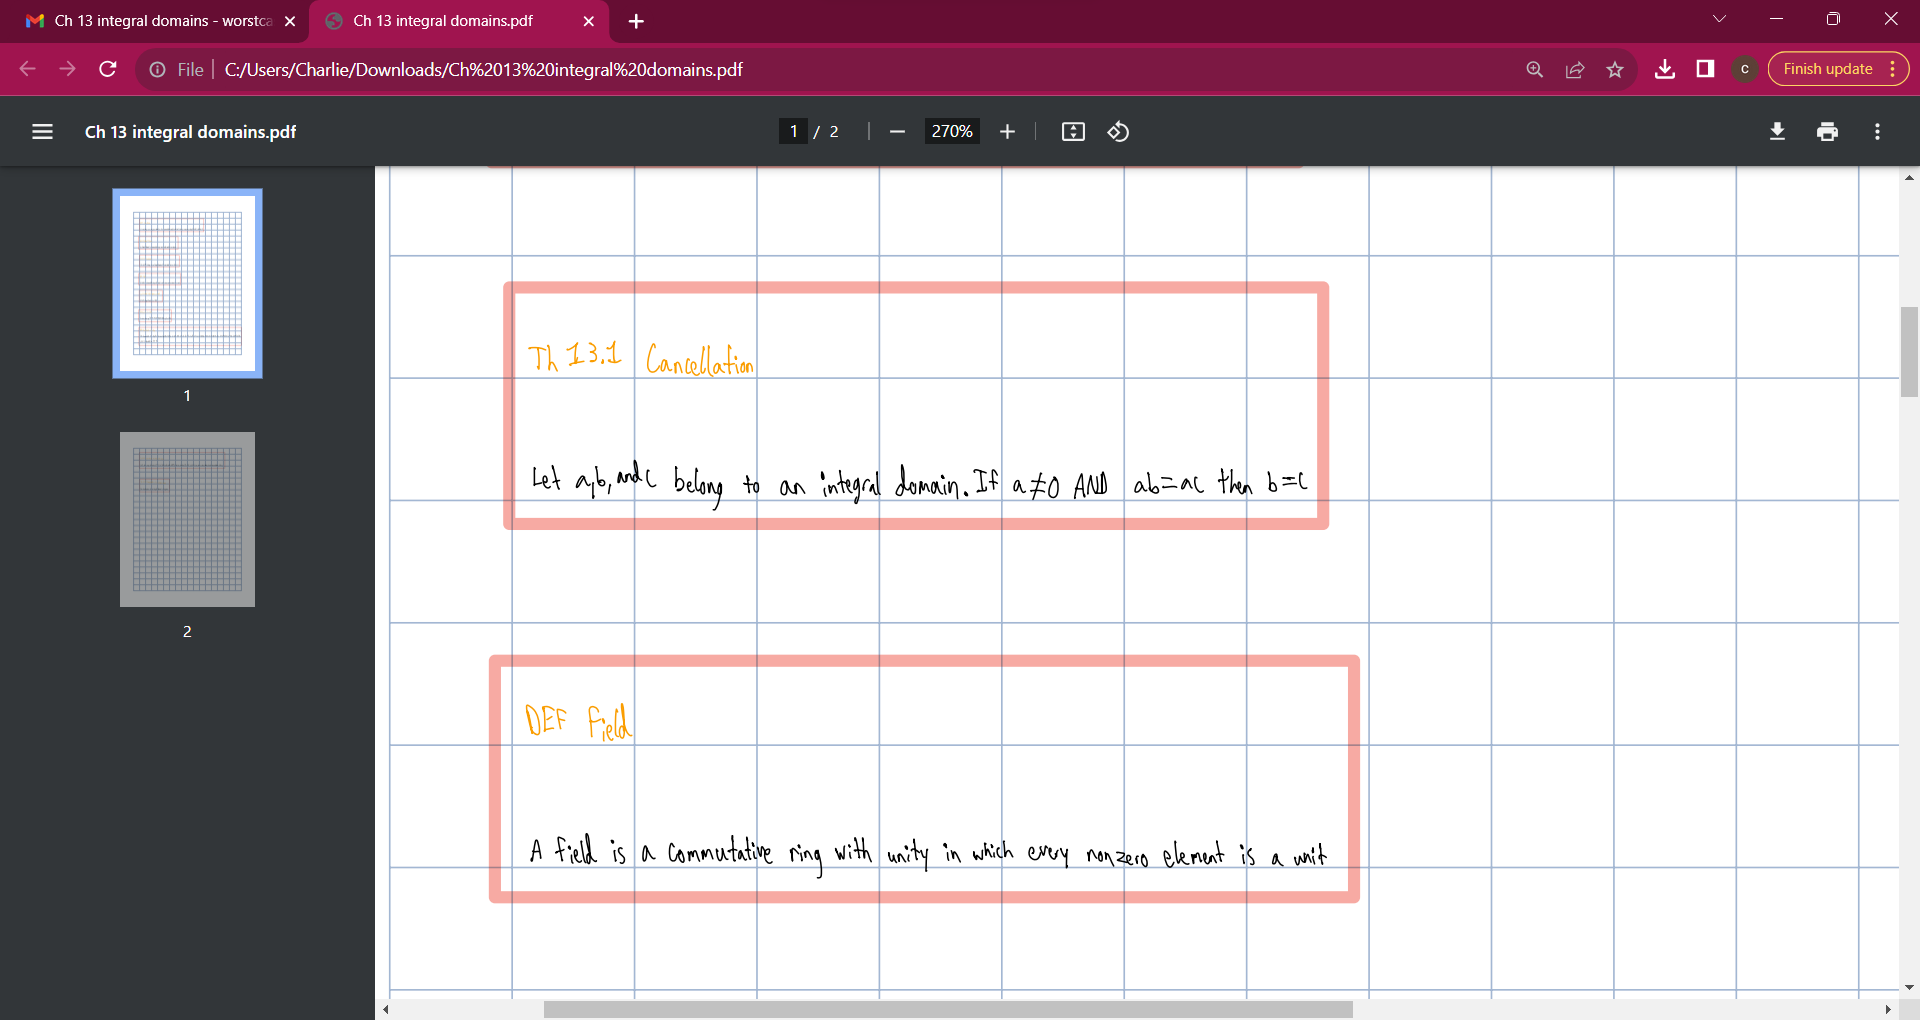 Ch 13 integral domains - worstca
Ch 13 integral domains.pdf
File
C:/Users/Charlie/Downloads/Ch%2013%20integral%20domains.pdf
C
Finish update
Ch 13 integral domains.pdf
1 / 2
270%
1
2
Th 13.1 Cancellation
Let a,b, and c belong to an integral domain. If a≠0 AND ab=ac then b=c
DEF Field
A field is a commutative ring with unity in which every nonzero element is a unit